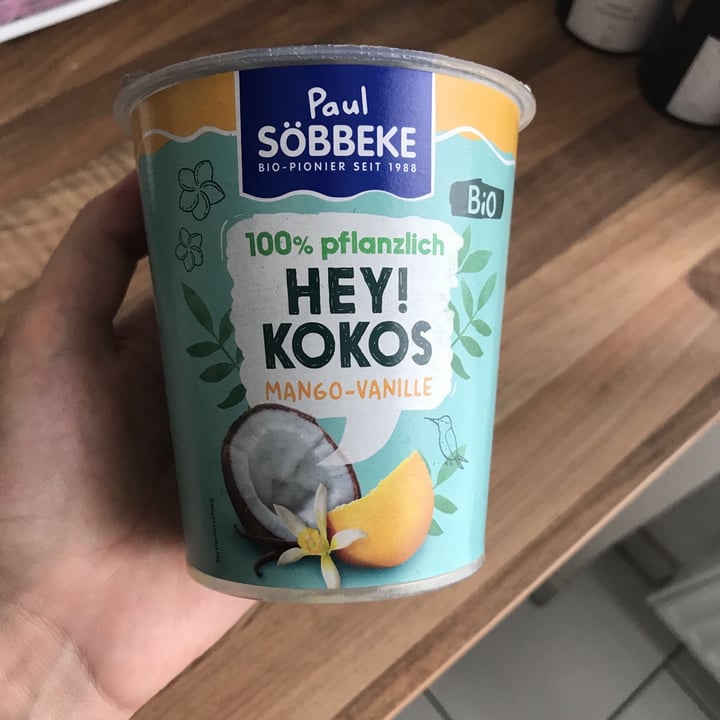 Paul
SÖBBEKE
BIO-PIONIER SEIT 1988
BiO
100% pflanzlich
HEY!
KOKOS
MANGO-VANILLE